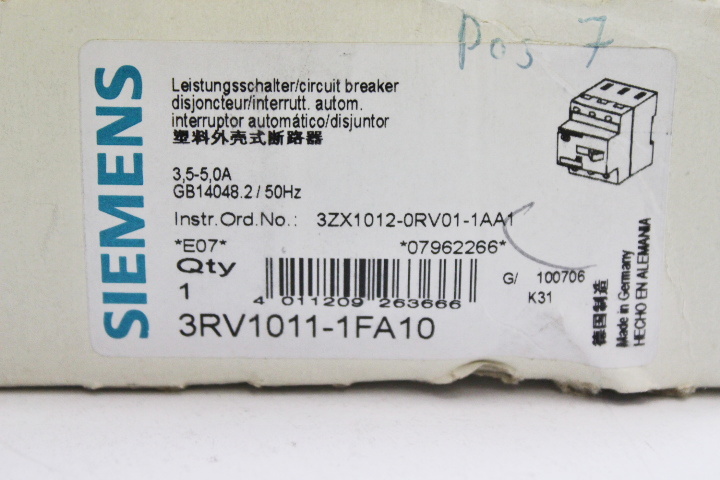 Pos 7
SIEMENS
Leistungsschalter/circuit breaker
disjoncteur/interrutt. autom.
interruptor automático/disjuntor
塑料外壳式断路器
3,5-5,0A
GB14048.2 / 50Hz
Instr.Ord.No.: 3ZX1012-0RV01-1AA1
*E07* *07962266*
Qty
1
4 011209 263666
G/ 100706
K31
3RV1011-1FA10
德国制造
Made in Germany
HECHO EN ALEMANIA